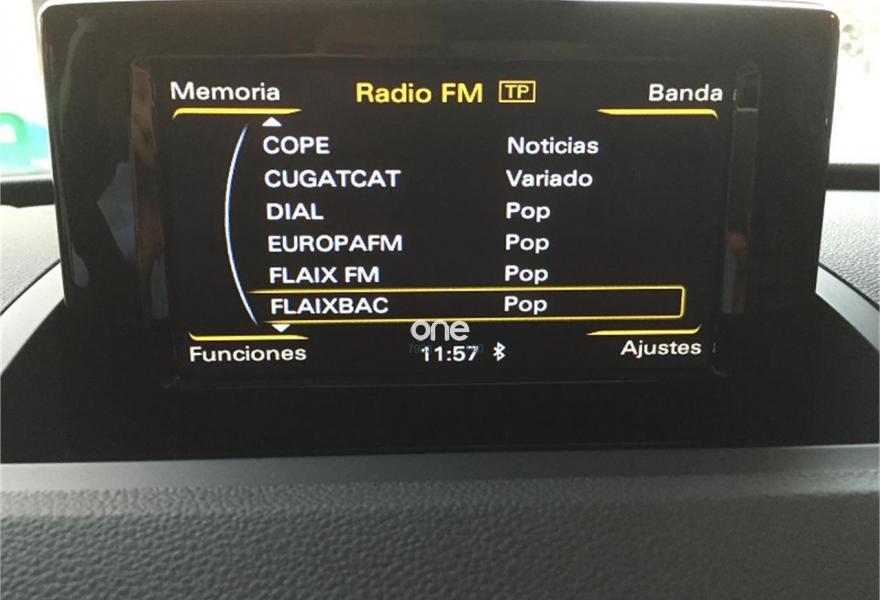 Memoria Radio FM TP Banda
COPE Noticias
CUGATCAT Variado
DIAL Pop
EUROPAFM Pop
FLAIX FM Pop
FLAIXBAC Pop
one
Funciones 11:57 Ajustes